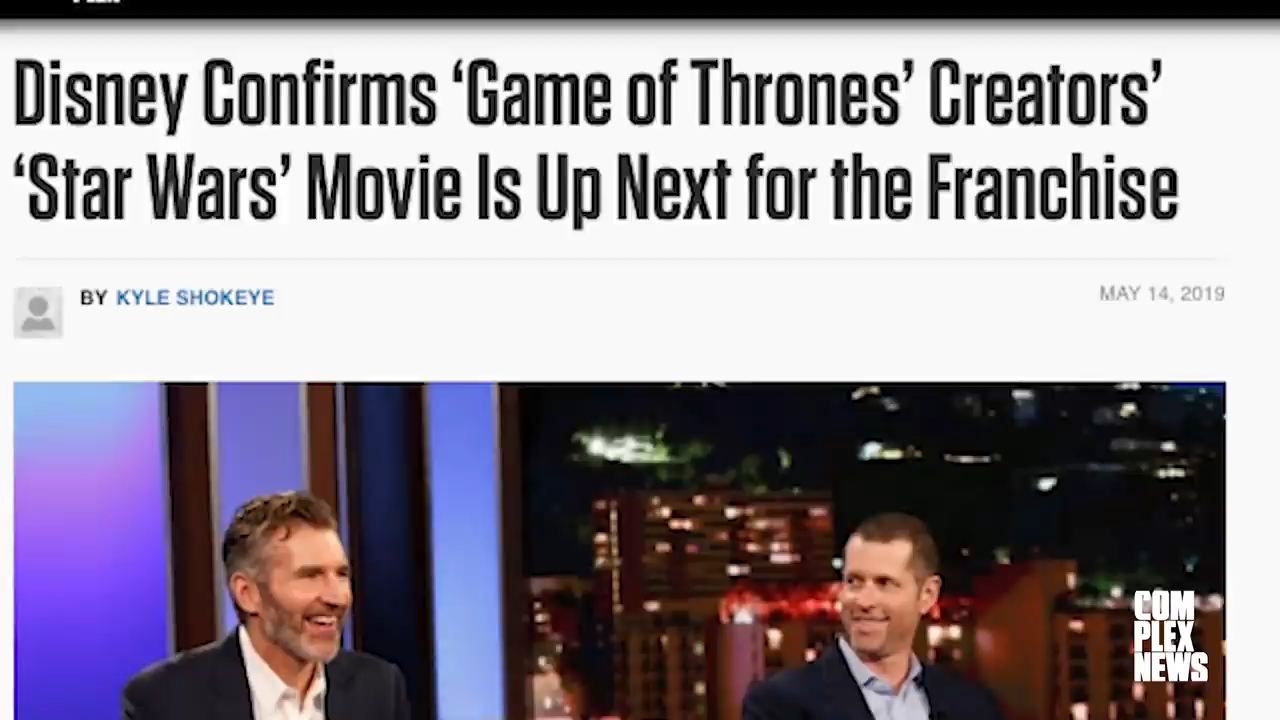 Disney Confirms ‘Game of Thrones’ Creators’
‘Star Wars’ Movie Is Up Next for the Franchise
BY KYLE SHOKEYE
MAY 14, 2019
COM
PLEX
NEWS